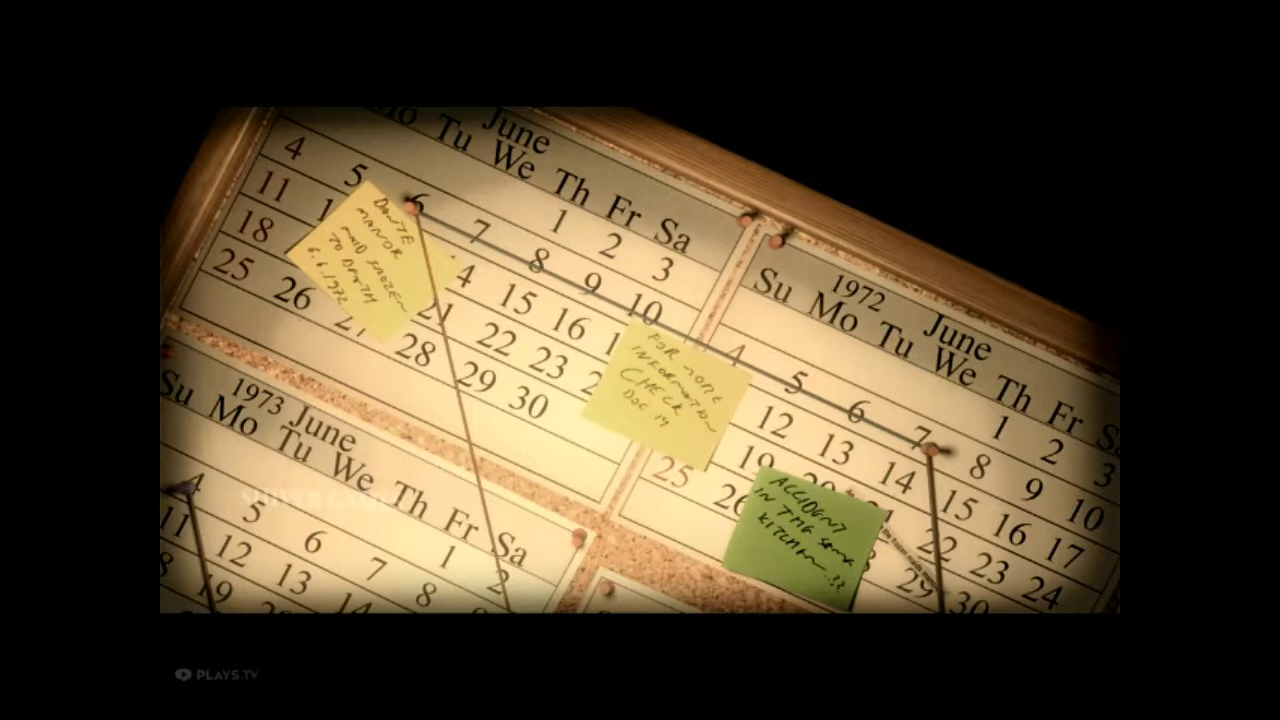 June
Mo Tu We Th Fr Sa
1 2 3
4 5 6 7 8 9 10
11
18 15 16
25 26 27 28 29 30
21 22 23
DANTE
MANOR
MAID FROZEN
TO DEATH
6.6.1972
FOR MORE
INFORMATION
CHECK
DOC.19
1972 June
Su Mo Tu We Th Fr
1 2 3
4 5 6 7 8 9 10
12 13 14 15 16 17
19 22 23 24
25 26 29 30
ACCIDENT
IN THE SAME
KITCHEN...??
1973 June
Su Mo Tu We Th Fr Sa
1 2
4 5 6 7 8
11 12 13 14
19
PLAYS.TV